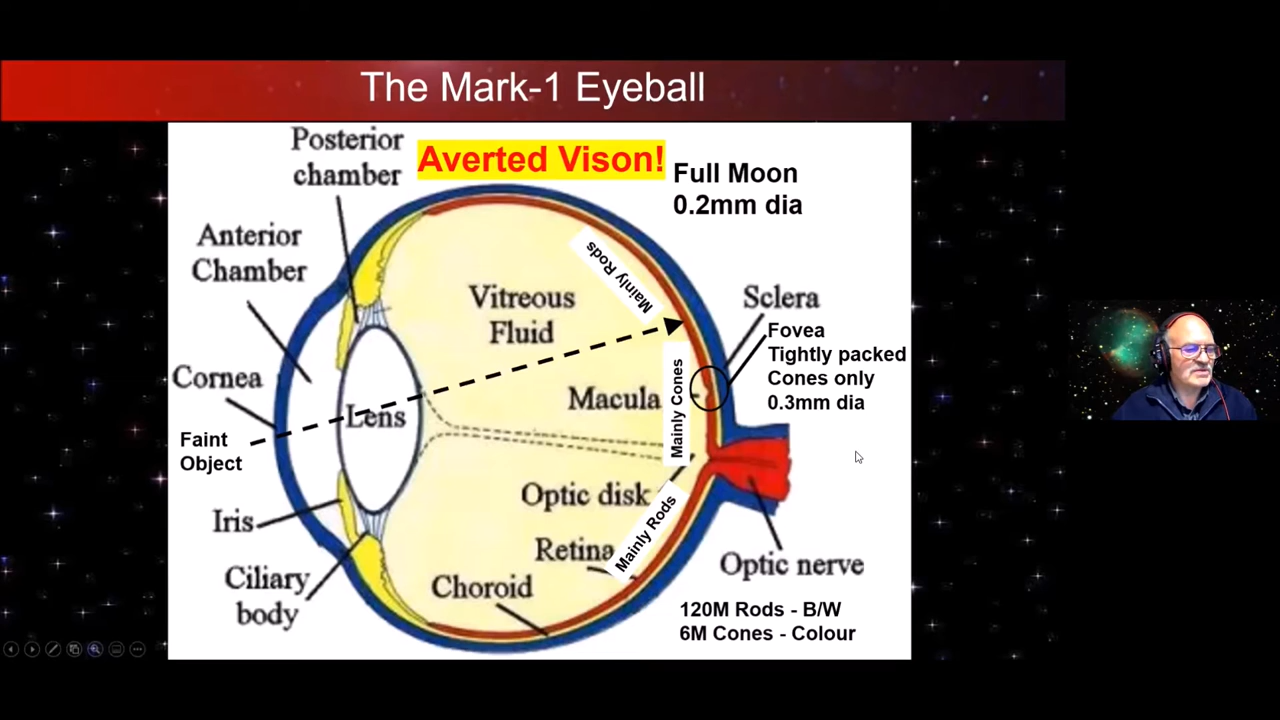 The Mark-1 Eyeball
Posterior
chamber
Averted Vison!
Full Moon
0.2mm dia
Anterior
Chamber
Mainly Rods
Vitreous
Fluid
Sclera
Fovea
Tightly packed
Cones only
0.3mm dia
Cornea
Macula
Mainly Cones
Lens
Faint
Object
Optic disk
Iris
Mainly Rods
Retina
Optic nerve
Ciliary
body
Choroid
120M Rods - B/W
6M Cones - Colour